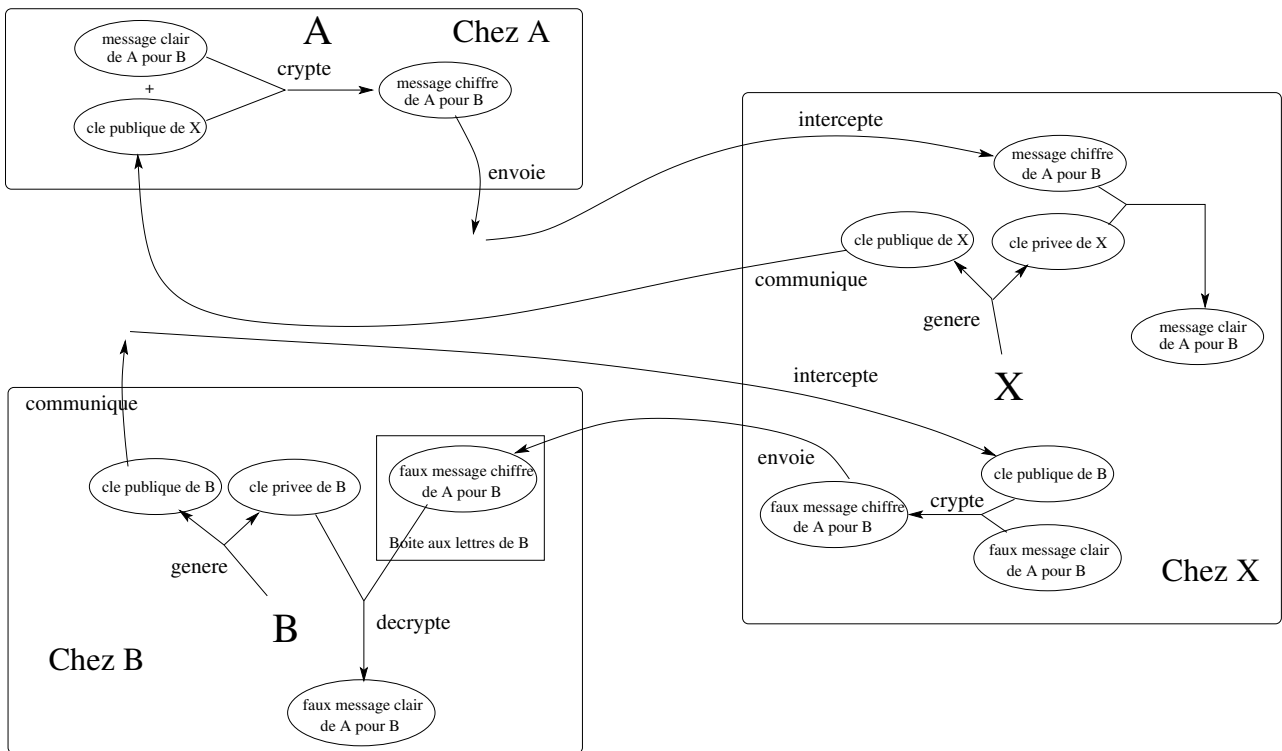 A
Chez A
message clair
de A pour B
+
cle publique de X
crypte
message chiffre
de A pour B
envoie
intercepte
message chiffre
de A pour B
cle publique de X
cle privee de X
communique
genere
message clair
de A pour B
X
intercepte
communique
cle publique de B
cle privee de B
faux message chiffre
de A pour B
Boite aux lettres de B
genere
B
decrypte
Chez B
faux message clair
de A pour B
envoie
cle publique de B
faux message chiffre
de A pour B
crypte
faux message clair
de A pour B
Chez X